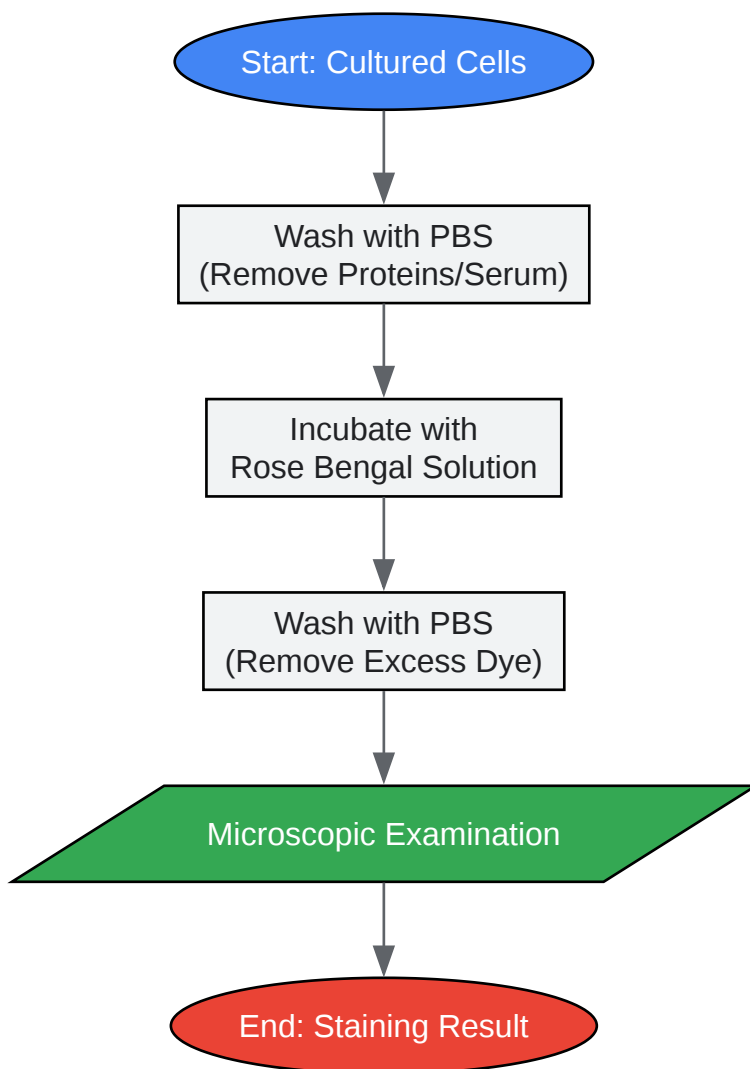 Start: Cultured Cells
Wash with PBS
(Remove Proteins/Serum)
Incubate with
Rose Bengal Solution
Wash with PBS
(Remove Excess Dye)
Microscopic Examination
End: Staining Result